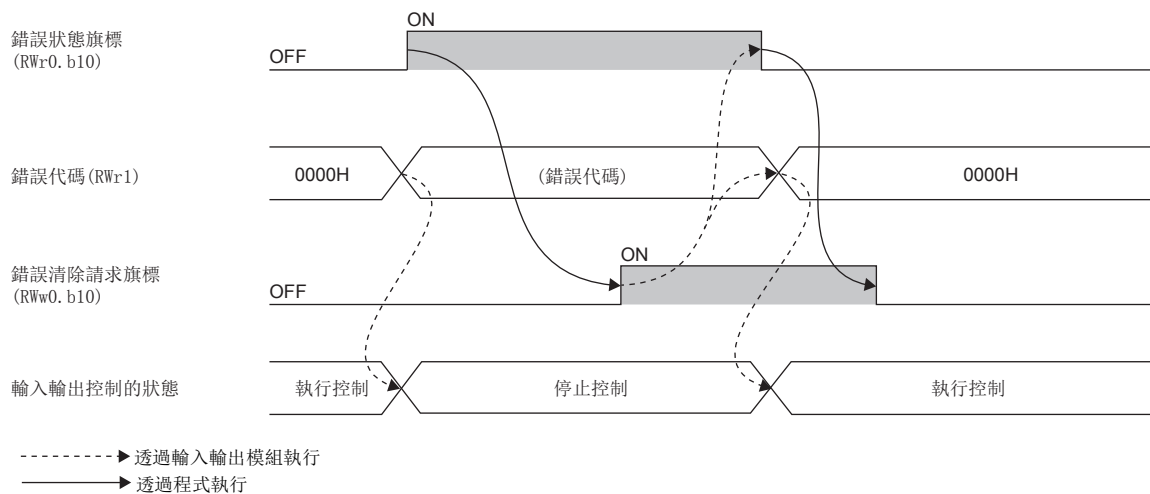 ON
錯誤狀態旗標
(RWr0.b10)
OFF
錯誤代碼(RWr1)
0000H
(錯誤代碼)
0000H
錯誤清除請求旗標
(RWw0.b10)
ON
OFF
輸入輸出控制的狀態
執行控制
停止控制
執行控制
透過輸入輸出模組執行
透過程式執行